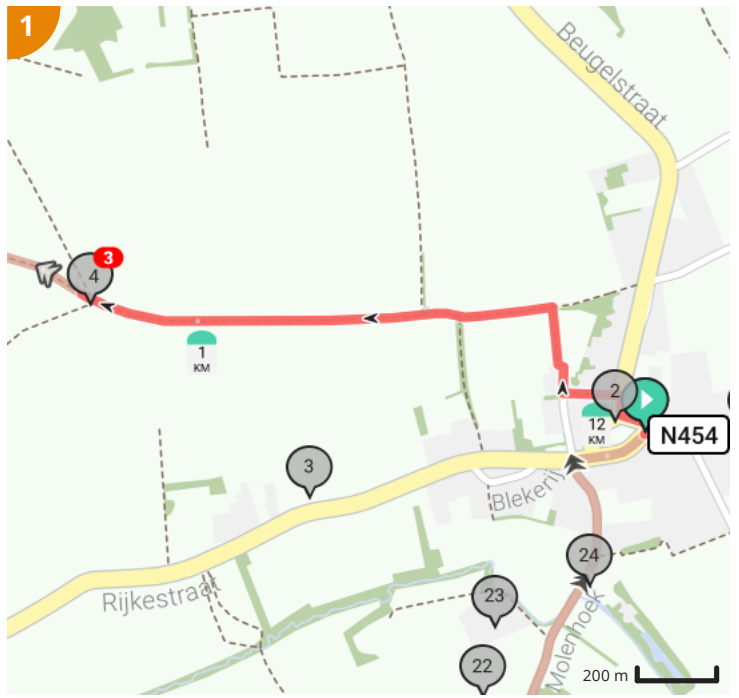 1
Beugelstraat
3
4
1
KM
2
12
KM
N454
3
Blekerij
24
Rijkestraat
23
Molenhoek
22
200 m